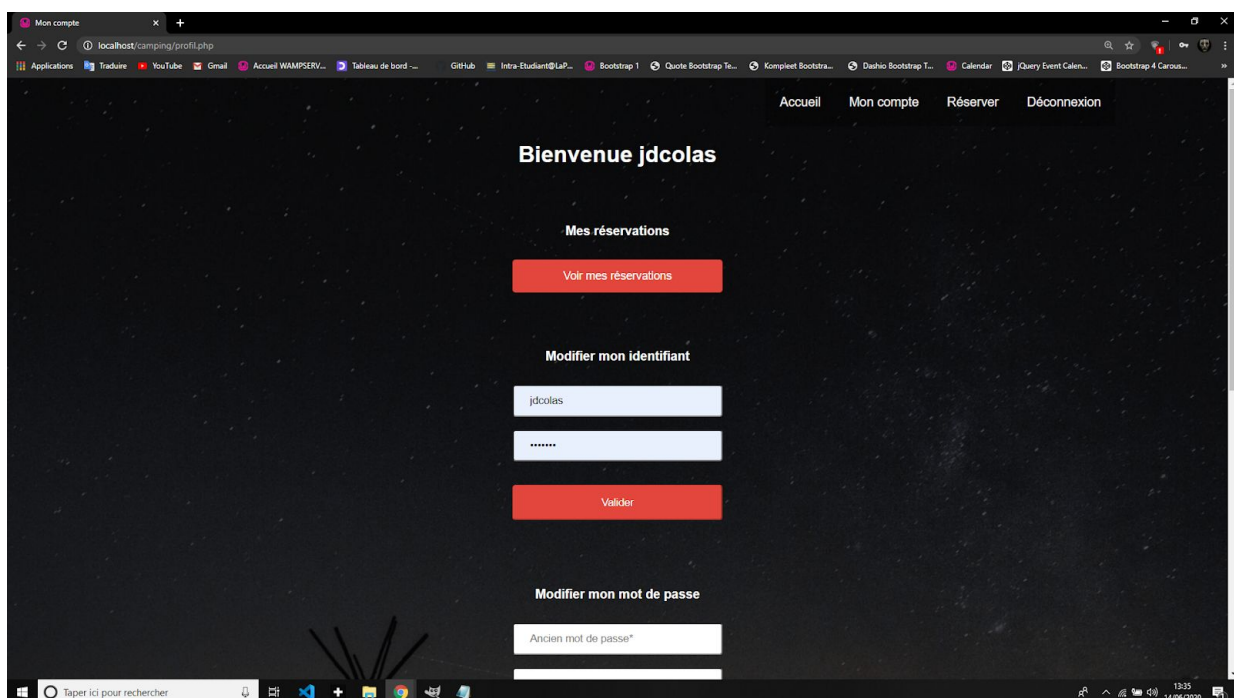 Mon compte
localhost/camping/profil.php
Applications Traduire YouTube Gmail Accueil WAMPSERV... Tableau de bord -... GitHub Intra-Etudiant@LaP... Bootstrap 1 Quote Bootstrap Te... Kompleet Bootstra... Dashio Bootstrap T... Calendar jQuery Event Calen... Bootstrap 4 Carous... »
Accueil Mon compte Réserver Déconnexion
Bienvenue jdcolas
Mes réservations
Voir mes réservations
Modifier mon identifiant
jdcolas
•••••••
Valider
Modifier mon mot de passe
Ancien mot de passe*
Taper ici pour rechercher
13:35
14/06/2020